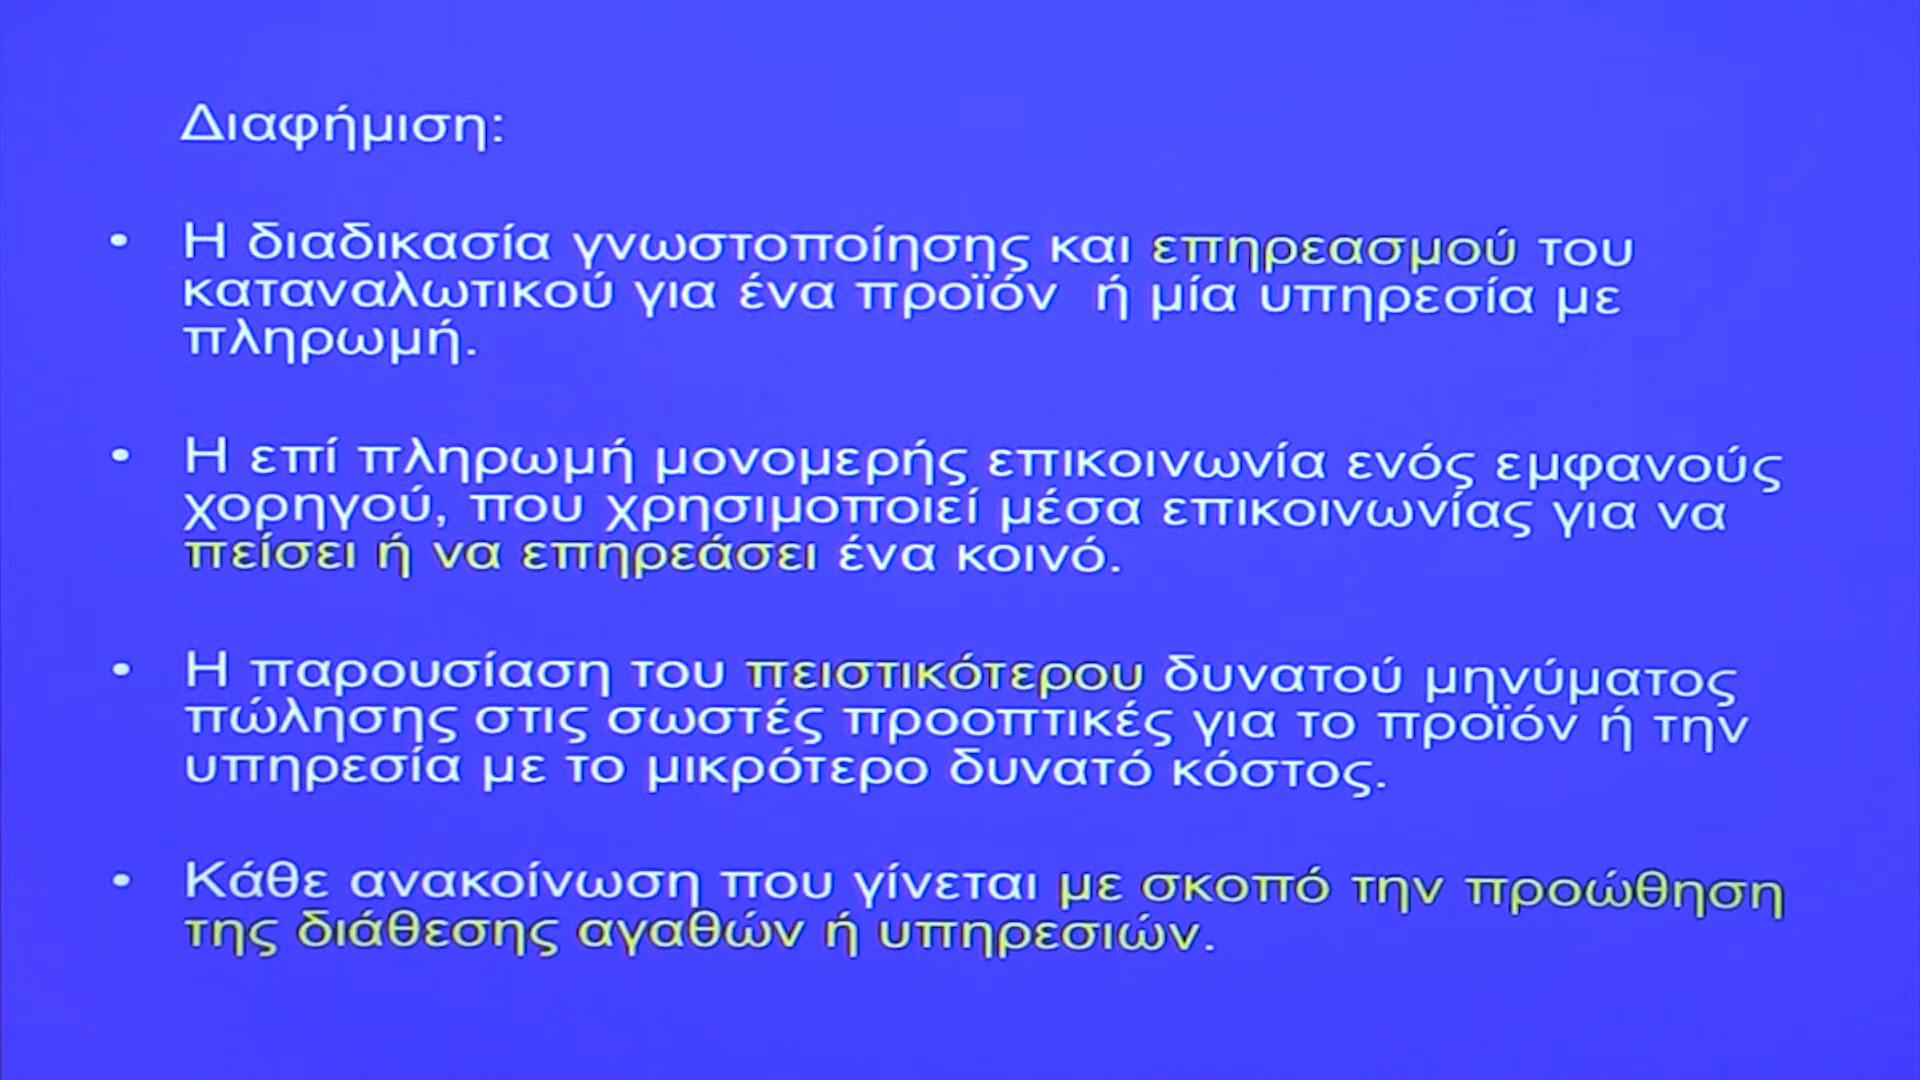 Διαφήμιση:
• Η διαδικασία γνωστοποίησης και επηρεασμού του
καταναλωτικού για ένα προϊόν ή μία υπηρεσία με
πληρωμή.
• Η επί πληρωμή μονομερής επικοινωνία ενός εμφανούς
χορηγού, που χρησιμοποιεί μέσα επικοινωνίας για να
πείσει ή να επηρεάσει ένα κοινό.
• Η παρουσίαση του πειστικότερου δυνατού μηνύματος
πώλησης στις σωστές προοπτικές για το προϊόν ή την
υπηρεσία με το μικρότερο δυνατό κόστος.
• Κάθε ανακοίνωση που γίνεται με σκοπό την προώθηση
της διάθεσης αγαθών ή υπηρεσιών.